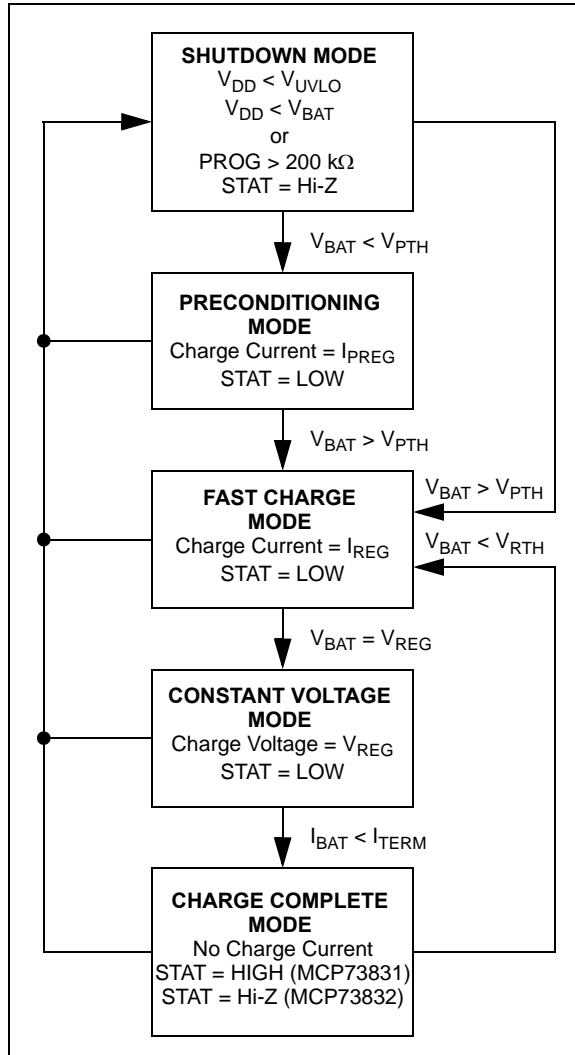 SHUTDOWN MODE
V_DD < V_UVLO
V_DD < V_BAT
or
PROG > 200 kΩ
STAT = Hi-Z
V_BAT < V_PTH
PRECONDITIONING
MODE
Charge Current = I_PREG
STAT = LOW
V_BAT > V_PTH
FAST CHARGE
MODE
Charge Current = I_REG
STAT = LOW
V_BAT > V_PTH
V_BAT < V_RTH
V_BAT = V_REG
CONSTANT VOLTAGE
MODE
Charge Voltage = V_REG
STAT = LOW
I_BAT < I_TERM
CHARGE COMPLETE
MODE
No Charge Current
STAT = HIGH (MCP73831)
STAT = Hi-Z (MCP73832)